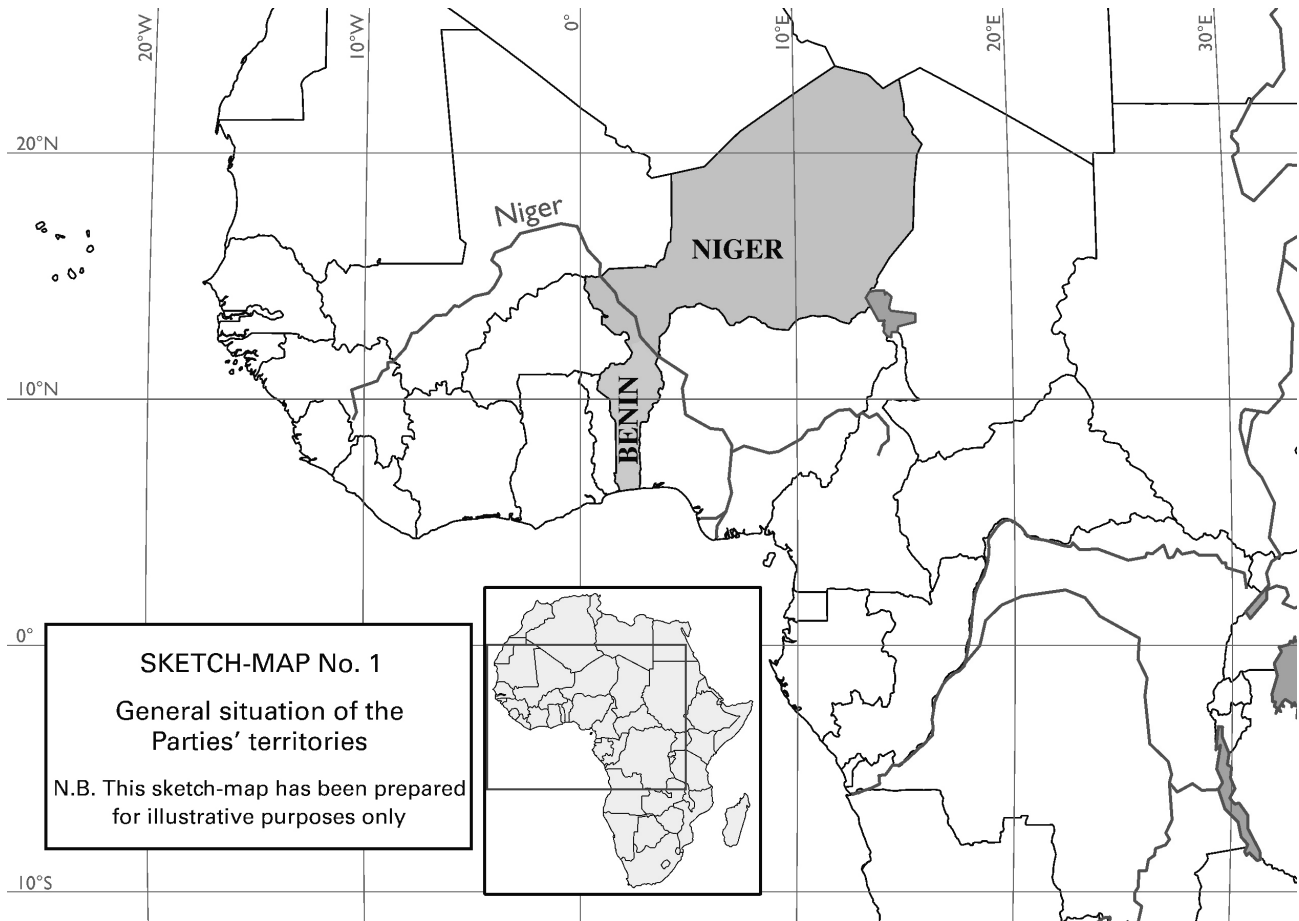 20°W
10°W
0°
10°E
20°E
30°E
20°N
Niger
NIGER
10°N
BENIN
0°
SKETCH-MAP No. 1
General situation of the
Parties’ territories
N.B. This sketch-map has been prepared
for illustrative purposes only
10°S